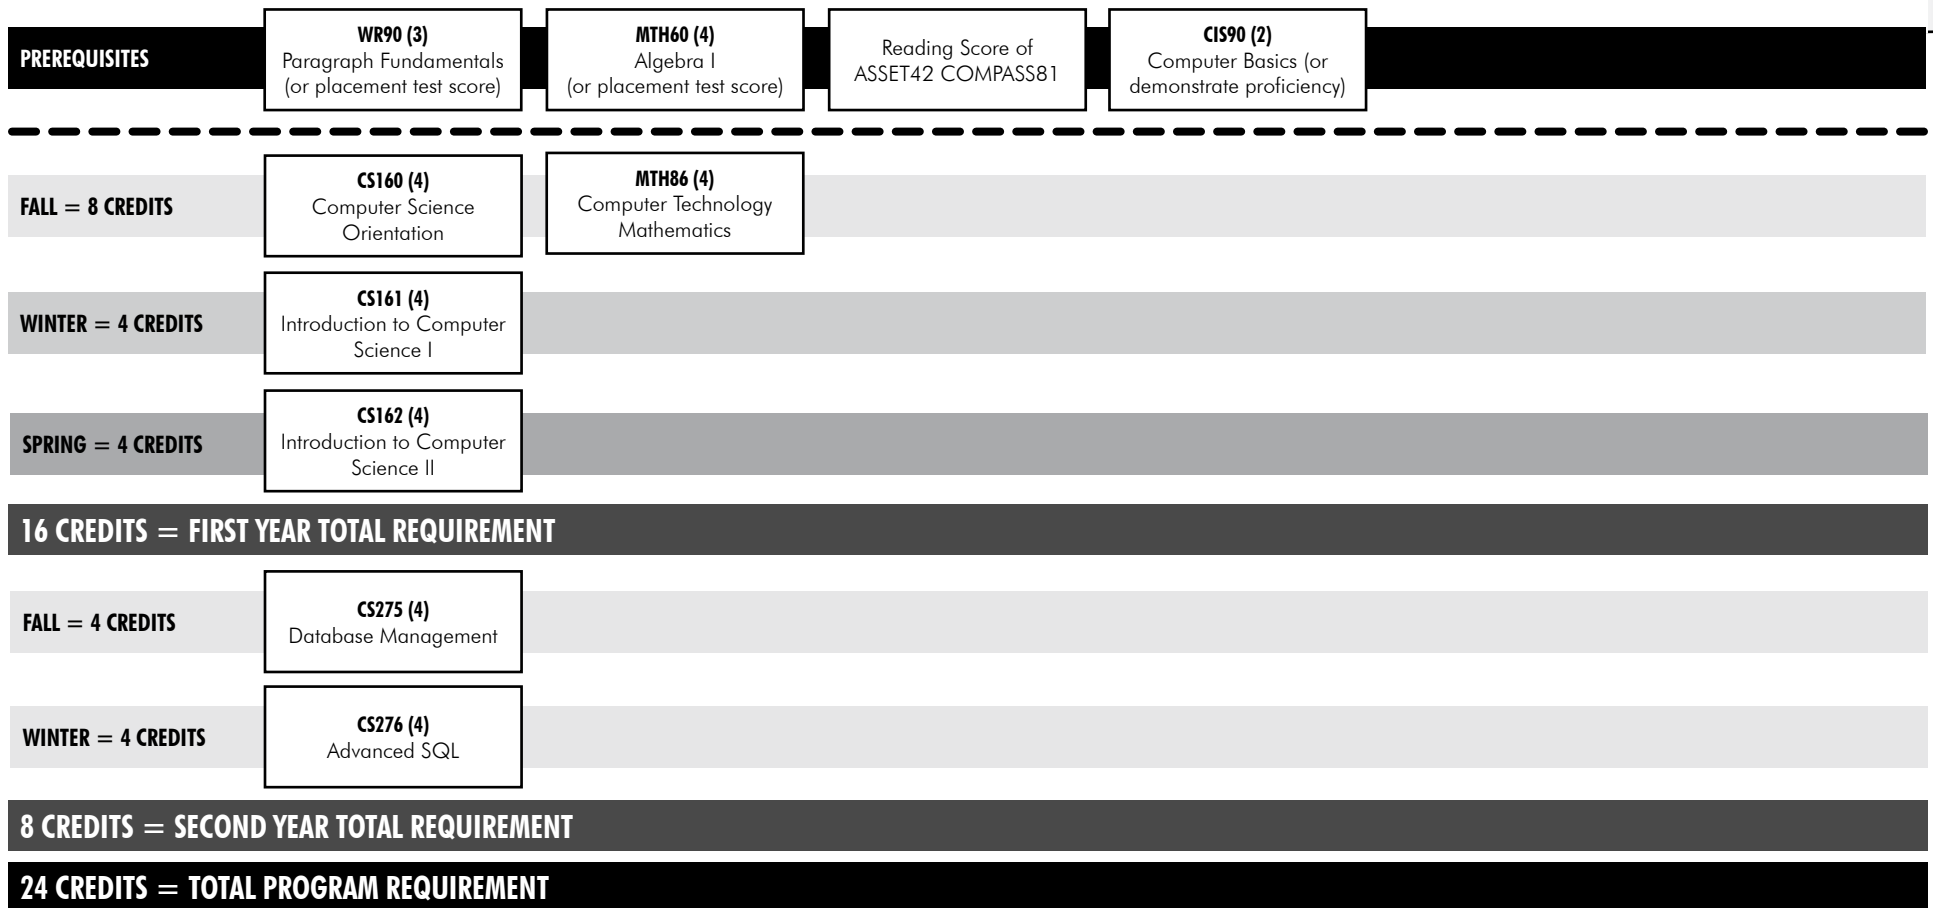 PREREQUISITES
WR90 (3)
Paragraph Fundamentals
(or placement test score)
MTH60 (4)
Algebra I
(or placement test score)
Reading Score of
ASSET42 COMPASS81
CIS90 (2)
Computer Basics (or
demonstrate proficiency)
FALL = 8 CREDITS
CS160 (4)
Computer Science
Orientation
MTH86 (4)
Computer Technology
Mathematics
WINTER = 4 CREDITS
CS161 (4)
Introduction to Computer
Science I
SPRING = 4 CREDITS
CS162 (4)
Introduction to Computer
Science II
16 CREDITS = FIRST YEAR TOTAL REQUIREMENT
FALL = 4 CREDITS
CS275 (4)
Database Management
WINTER = 4 CREDITS
CS276 (4)
Advanced SQL
8 CREDITS = SECOND YEAR TOTAL REQUIREMENT
24 CREDITS = TOTAL PROGRAM REQUIREMENT